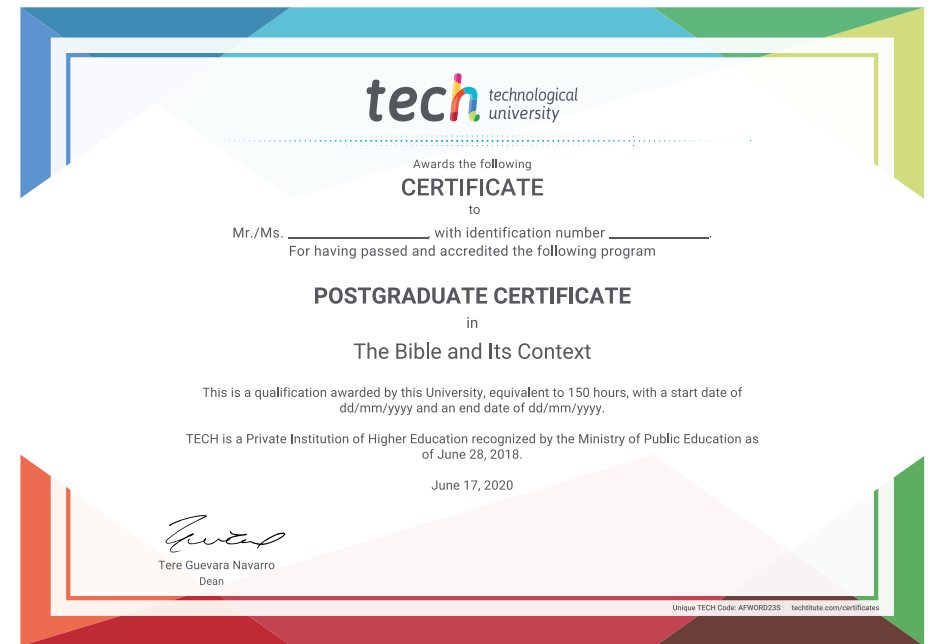 tech technological
university
Awards the following
CERTIFICATE
to
Mr./Ms. ____________________, with identification number ______________.
For having passed and accredited the following program
POSTGRADUATE CERTIFICATE
in
The Bible and Its Context
This is a qualification awarded by this University, equivalent to 150 hours, with a start date of
dd/mm/yyyy and an end date of dd/mm/yyyy.
TECH is a Private Institution of Higher Education recognized by the Ministry of Public Education as
of June 28, 2018.
June 17, 2020
Tere Guevara Navarro
Dean
Unique TECH Code: AFWORD23S techtitute.com/certificates